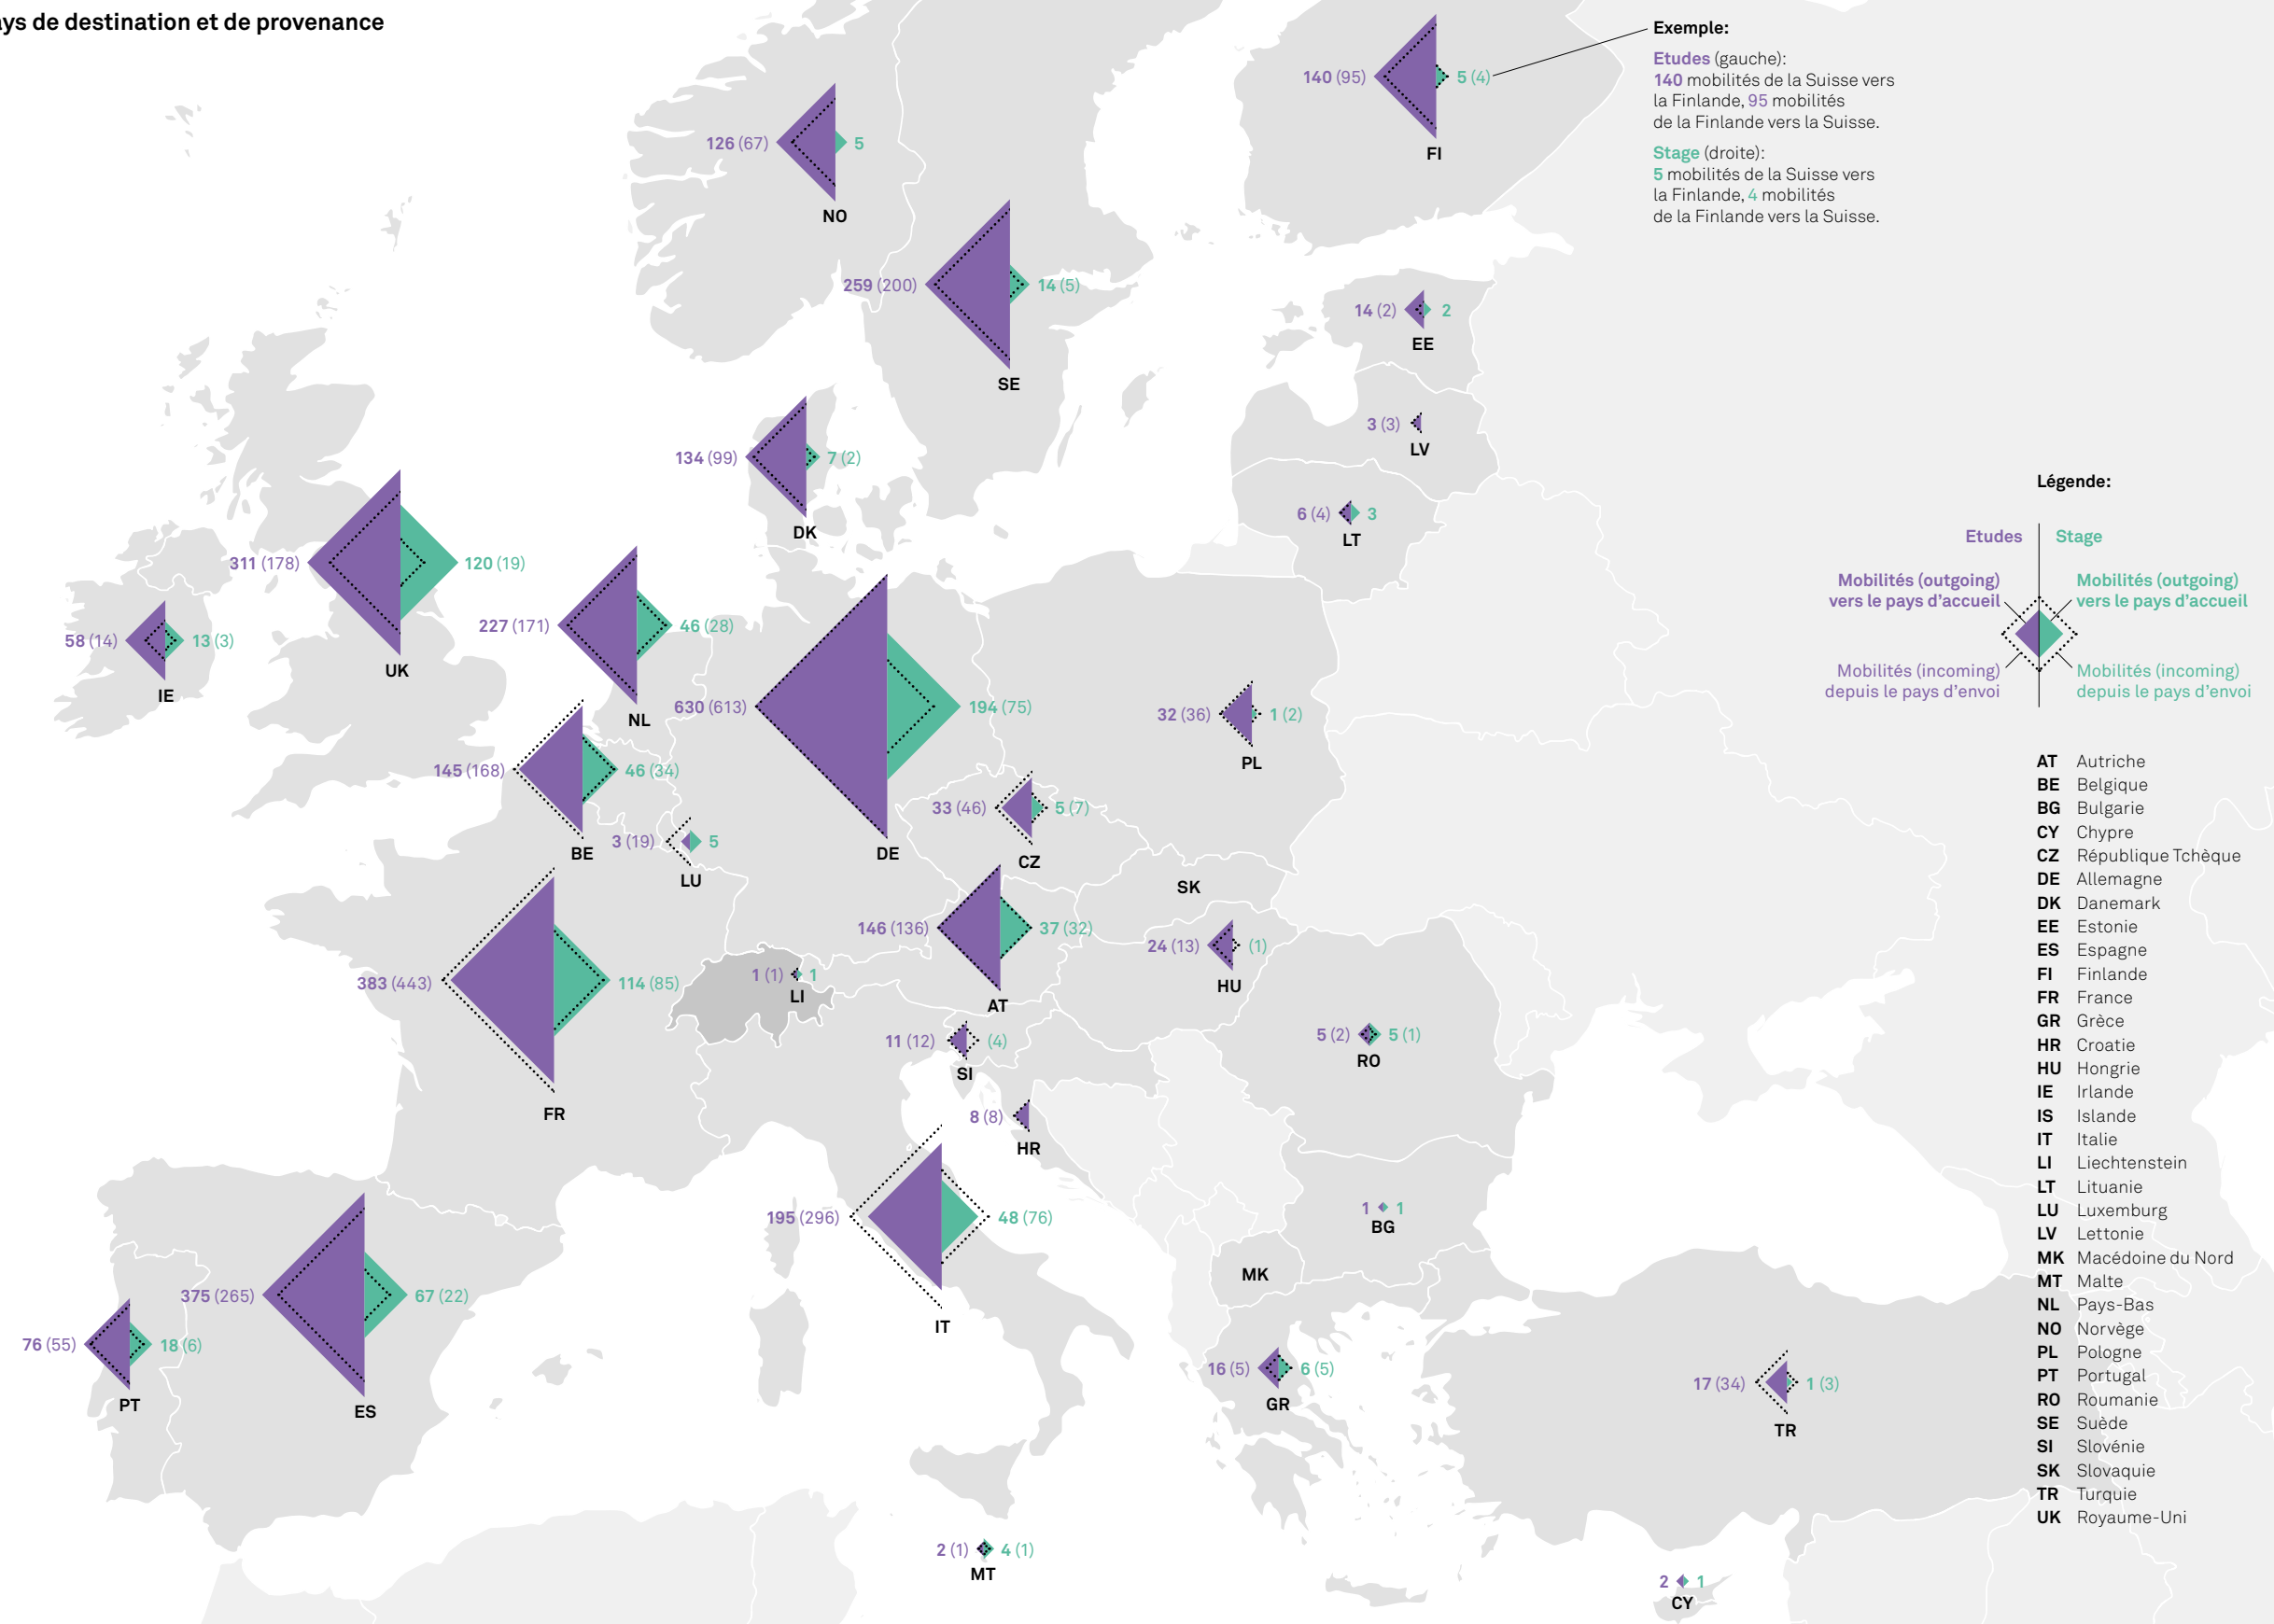 de destination et de provenance
Exemple:
Etudes (gauche):
140 mobilités de la Suisse vers
la Finlande, 95 mobilités
de la Finlande vers la Suisse.
Stage (droite):
5 mobilités de la Suisse vers
la Finlande, 4 mobilités
de la Finlande vers la Suisse.
140 (95) 5 (4)
FI
126 (67) 5
NO
259 (200) 14 (5)
SE
14 (2) 2
EE
3 (3)
LV
134 (99) 7 (2)
DK
6 (4) 3
LT
311 (178) 120 (19)
UK
58 (14) 13 (3)
IE
227 (171) 46 (28)
NL
630 (613) 194 (75)
DE
32 (36) 1 (2)
PL
145 (168) 46 (34)
BE
33 (46) 5 (7)
CZ
3 (19) 5
LU
SK
146 (136) 37 (32)
AT
24 (13) (1)
HU
383 (443) 114 (85)
FR
1 (1) 1
LI
11 (12) (4)
SI
5 (2) 5 (1)
RO
8 (8)
HR
195 (296) 48 (76)
IT
1 1
BG
MK
375 (265) 67 (22)
ES
76 (55) 18 (6)
PT
16 (5) 6 (5)
GR
17 (34) 1 (3)
TR
2 (1) 4 (1)
MT
2 1
CY
Légende:
Etudes Stage
Mobilités (outgoing)
vers le pays d’accueil
Mobilités (outgoing)
vers le pays d’accueil
Mobilités (incoming)
depuis le pays d’envoi
Mobilités (incoming)
depuis le pays d’envoi
AT Autriche
BE Belgique
BG Bulgarie
CY Chypre
CZ République Tchèque
DE Allemagne
DK Danemark
EE Estonie
ES Espagne
FI Finlande
FR France
GR Grèce
HR Croatie
HU Hongrie
IE Irlande
IS Islande
IT Italie
LI Liechtenstein
LT Lituanie
LU Luxemburg
LV Lettonie
MK Macédoine du Nord
MT Malte
NL Pays-Bas
NO Norvège
PL Pologne
PT Portugal
RO Roumanie
SE Suède
SI Slovénie
SK Slovaquie
TR Turquie
UK Royaume-Uni